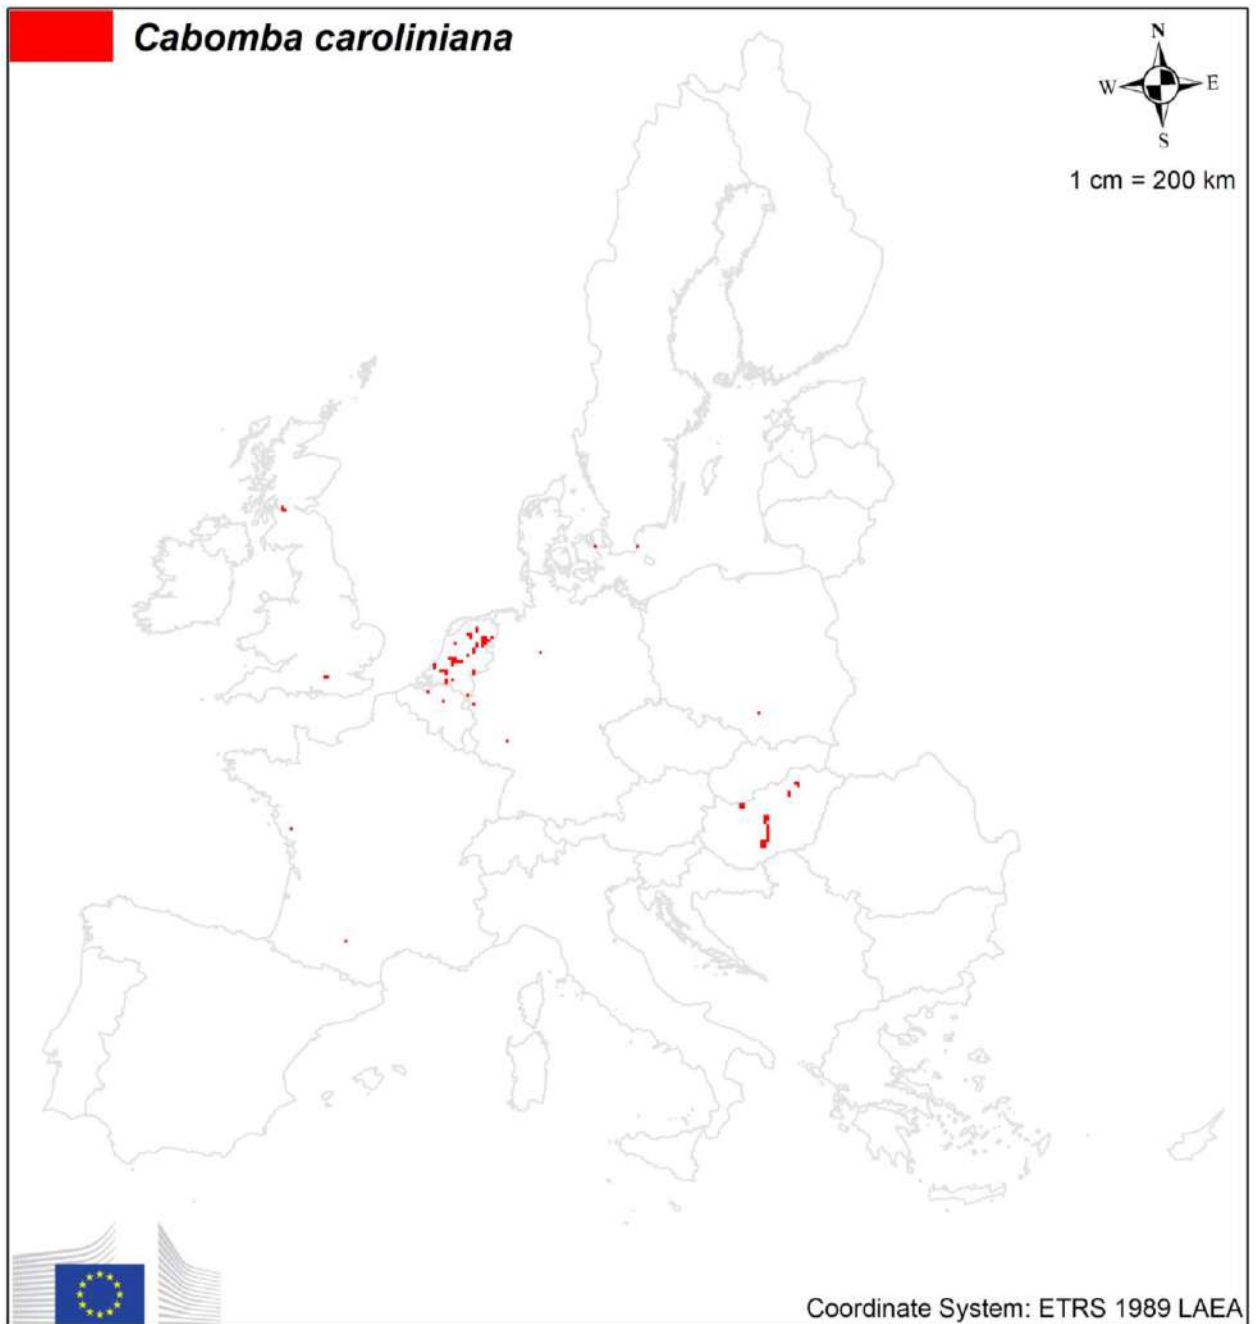 Cabomba caroliniana
N
W E
S
1 cm = 200 km
Coordinate System: ETRS 1989 LAEA